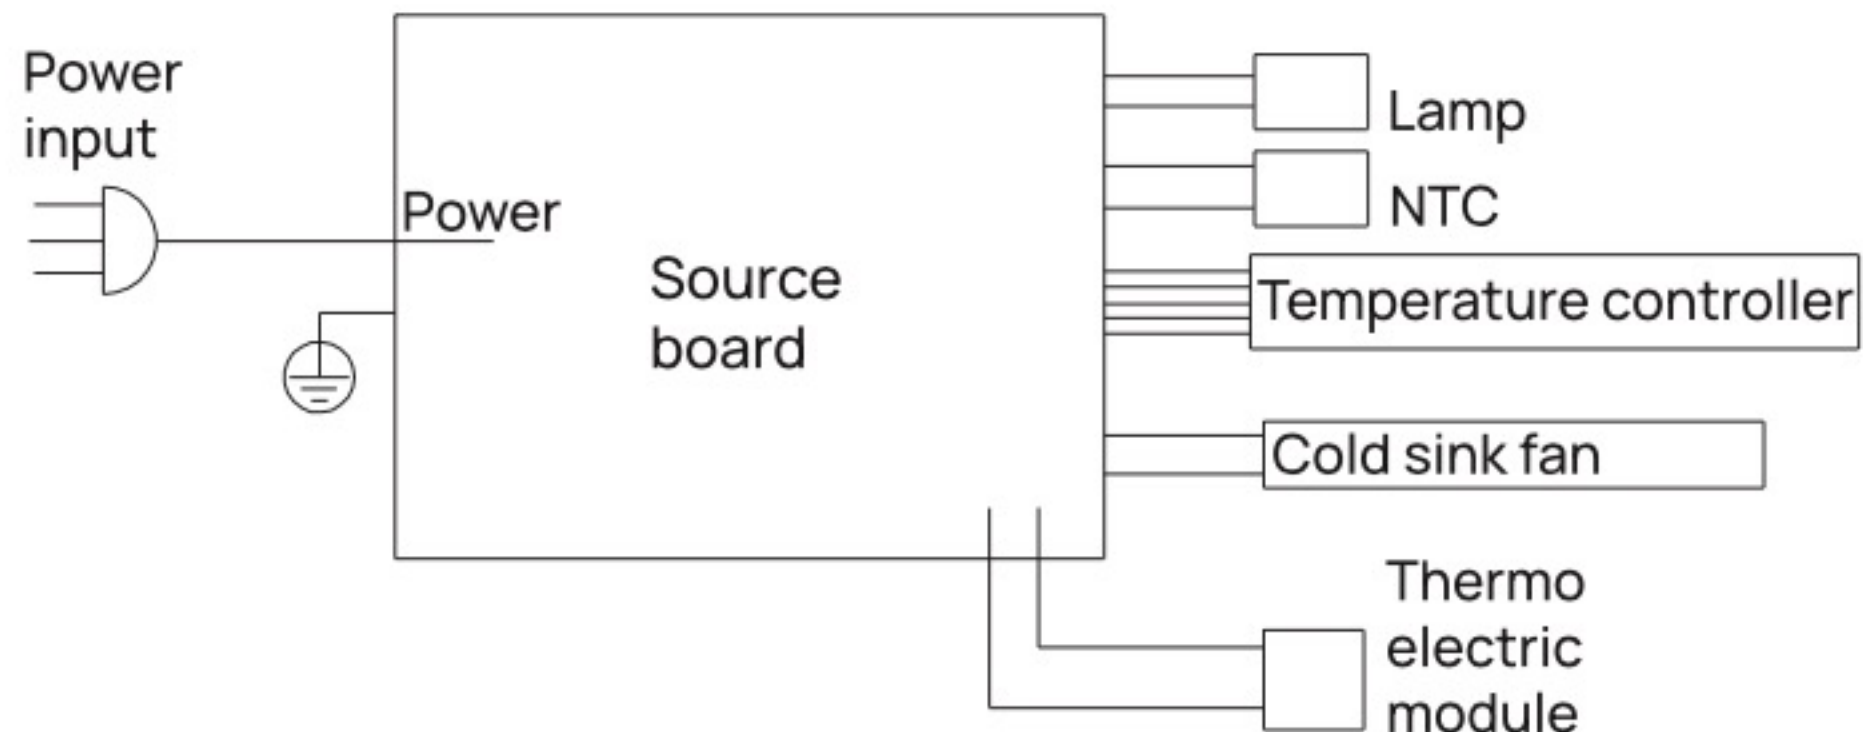 Power
input
Power
Source
board
Lamp
NTC
Temperature controller
Cold sink fan
Thermo
electric
module